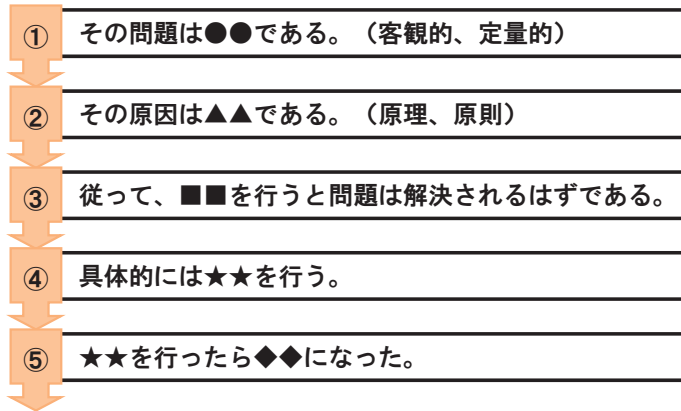 ① その問題は●●である。（客観的、定量的）
② その原因は▲▲である。（原理、原則）
③ 従って、■■を行うと問題は解決されるはずである。
④ 具体的には★★を行う。
⑤ ★★を行ったら◆◆になった。